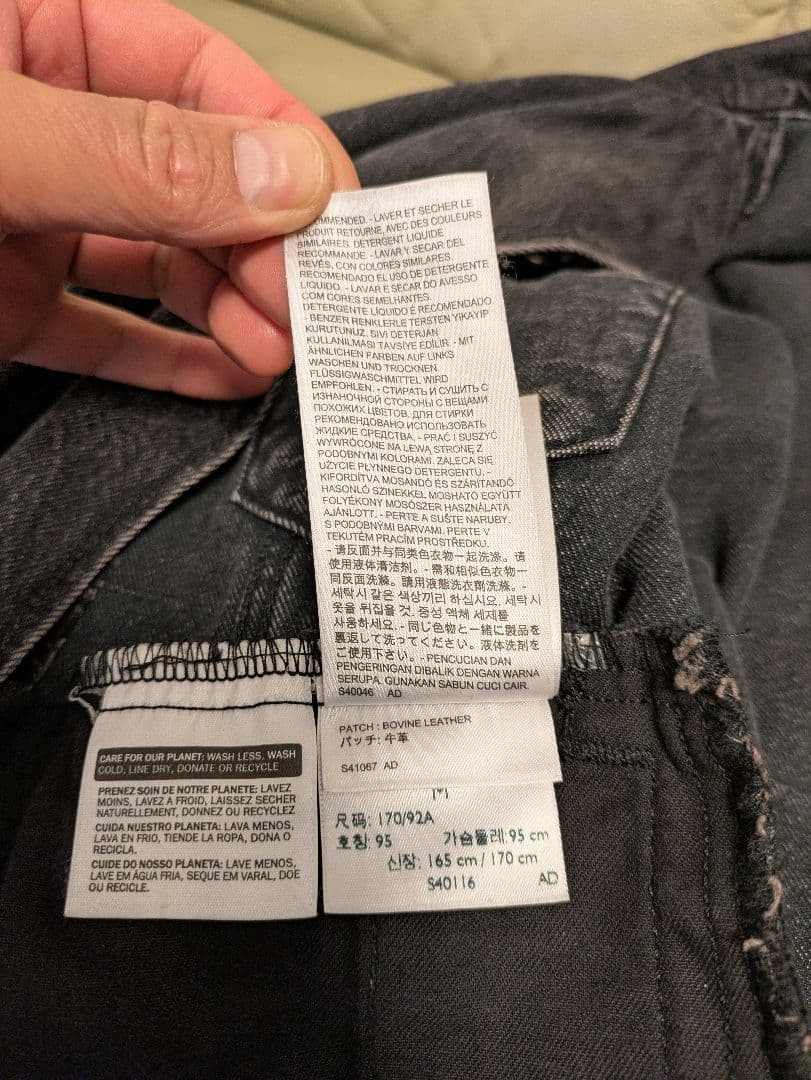 OMMENDED. - LAVER ET SECHER LE
PRODUIT RETOURNE, AVEC DES COULEURS
SIMILAIRES. DETERGENT LIQUIDE
RECOMMANDE. - LAVAR Y SECAR DEL
REVÉS, CON COLORES SIMILARES.
RECOMENDADO EL USO DE DETERGENTE
LÍQUIDO. - LAVAR E SECAR DO AVESSO
COM CORES SEMELHANTES.
DETERGENTE LÍQUIDO É RECOMENDADO.
- BENZER RENKLERLE TERSTEN YIKAYIP
KURUTUNUZ. SIVI DETERJAN
KULLANILMASI TAVSİYE EDİLİR. - MIT
ÄHNLICHEN FARBEN AUF LINKS
WASCHEN UND TROCKNEN.
FLÜSSIGWASCHMITTEL WIRD
EMPFOHLEN. - СТИРАТЬ И СУШИТЬ С
ИЗНАНОЧНОЙ СТОРОНЫ С ВЕЩАМИ
ПОХОЖИХ ЦВЕТОВ. ДЛЯ СТИРКИ
РЕКОМЕНДОВАНО ИСПОЛЬЗОВАТЬ
ЖИДКИЕ СРЕДСТВА. - PRAĆ I SUSZYĆ
WYWRÓCONE NA LEWĄ STRONĘ Z
PODOBNYMI KOLORAMI. ZALECA SIĘ
UŻYCIE PŁYNNEGO DETERGENTU. -
KIFORDÍTVA MOSANDÓ ÉS SZÁRÍTANDÓ
HASONLÓ SZINEKKEL MOSHATÓ EGYÜTT
FOLYÉKONY MOSÓSZER HASZNÁLATA
AJÁNLOTT. - PERTE A SUŠTE NARUBY.
S PODOBNÝMI BARVAMI. PERTE V
TEKUTÉM PRACÍM PROSTŘEDKU.
- 请反面并与同类色衣物一起洗涤。请
使用液体清洁剂。- 需和相似色衣物一
同反面洗滌。請用液態洗衣劑洗滌。-
세탁시 같은 색상끼리 하십시요. 세탁시
옷을 뒤집을 것. 중성 액체 세제를
사용하세요. - 同じ色物と一緒に製品を
裏返して洗ってください。液体洗剤を
ご使用下さい。- PENCUCIAN DAN
PENGERINGAN DIBALIK DENGAN WARNA
SERUPA. GUNAKAN SABUN CUCI CAIR.
S40046 AD
PATCH : BOVINE LEATHER
パッチ: 牛革
S41067 AD
尺码: 170/92A
호칭: 95 가슴둘레: 95 cm
신장: 165 cm / 170 cm
S40116 AD
CARE FOR OUR PLANET: WASH LESS, WASH
COLD, LINE DRY, DONATE OR RECYCLE
PRENEZ SOIN DE NOTRE PLANETE: LAVEZ
MOINS, LAVEZ A FROID, LAISSEZ SECHER
NATURELLEMENT, DONNEZ OU RECYCLEZ
CUIDA NUESTRO PLANETA: LAVA MENOS,
LAVA EN FRIO, TIENDE LA ROPA, DONA O
RECICLA.
CUIDE DO NOSSO PLANETA: LAVE MENOS,
LAVE EM ÁGUA FRIA, SEQUE EM VARAL, DOE
OU RECICLE.